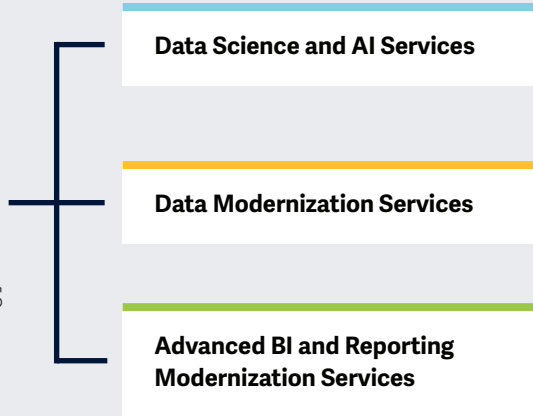 Data Science and AI Services
Data Modernization Services
Advanced BI and Reporting
Modernization Services